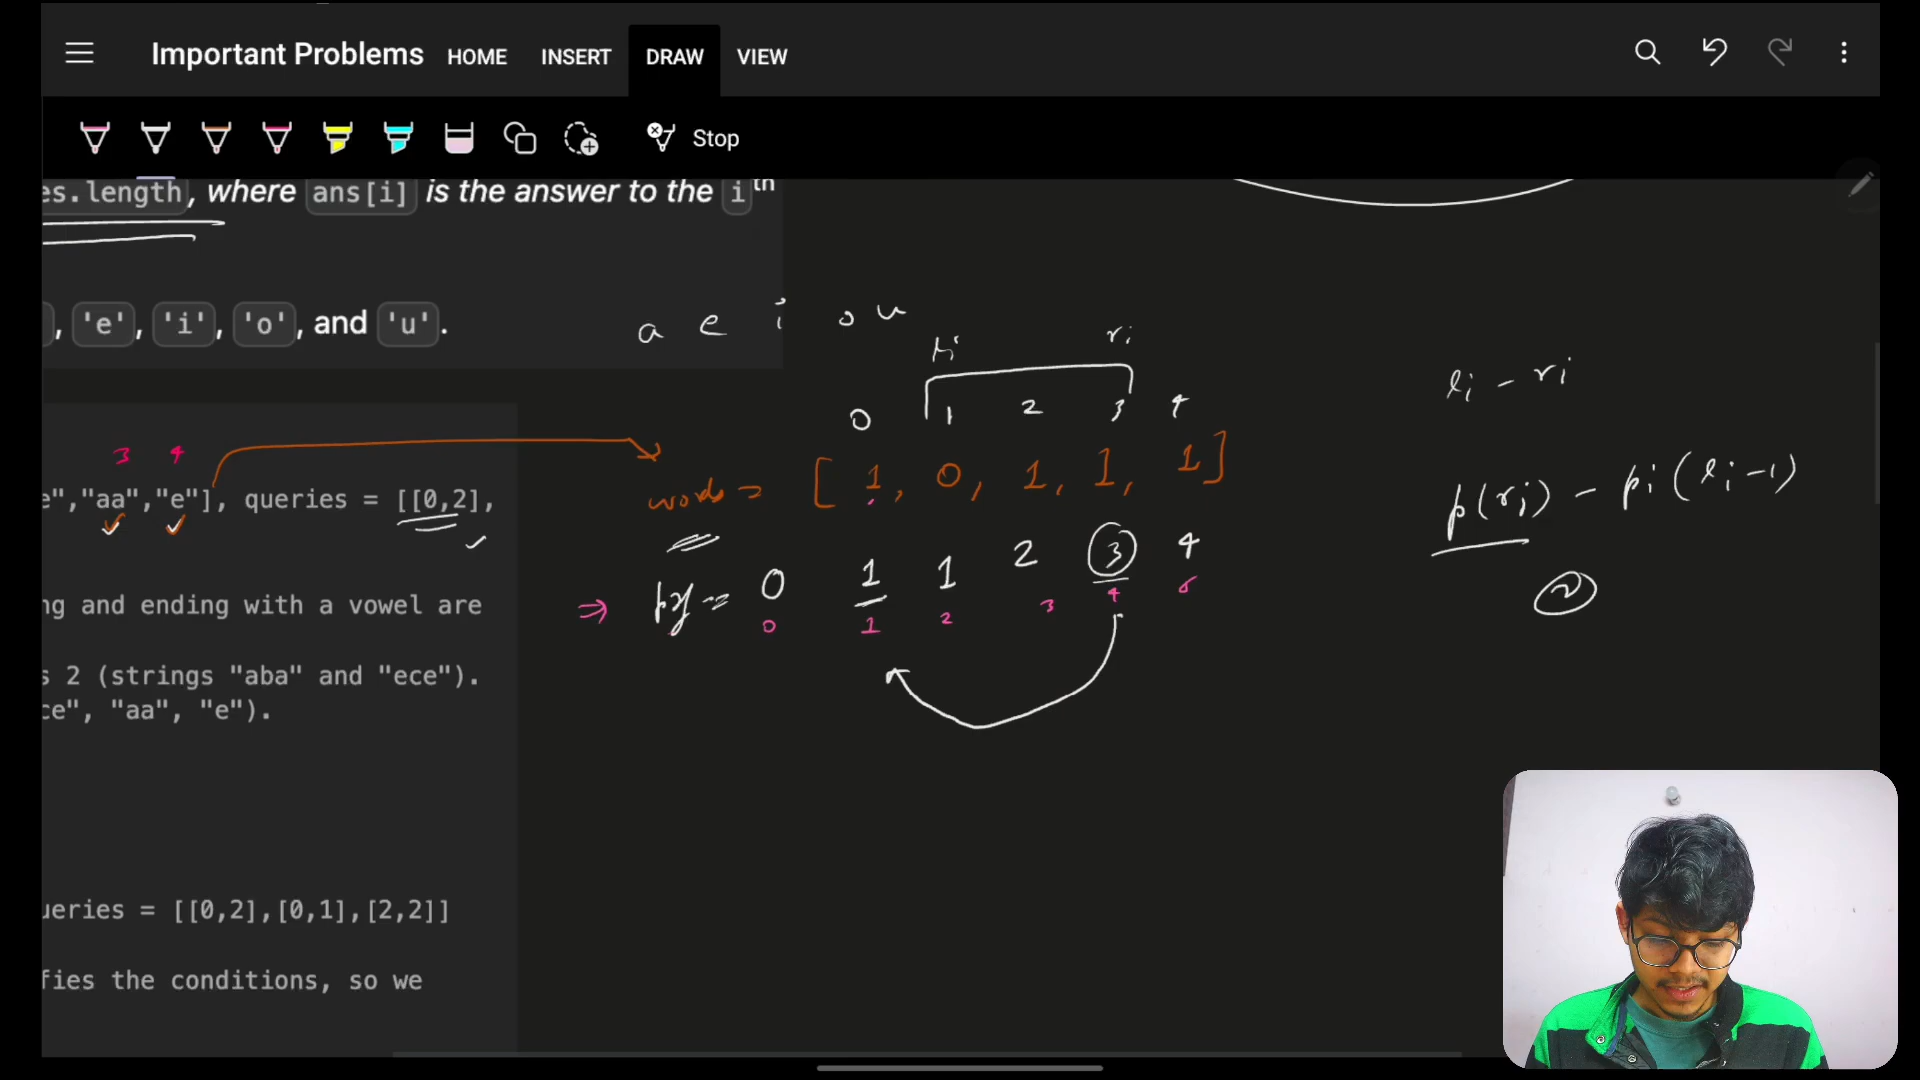 Important Problems HOME INSERT DRAW VIEW
Stop
es.length, where ans[i] is the answer to the i th
, 'e', 'i', 'o', and 'u'.
a e i o u
ri
li - ri
0 1 2 3 4
3 4
e","aa","e"], queries = [[0,2],
words = [ 1, 0, 1, 1, 1 ]
p(ri) - pi(li-1)
0 1 1 2 3 4
0 1 2 3 4 5
2
ng and ending with a vowel are
s 2 (strings "aba" and "ece").
ce", "aa", "e").
ueries = [[0,2],[0,1],[2,2]]
fies the conditions, so we